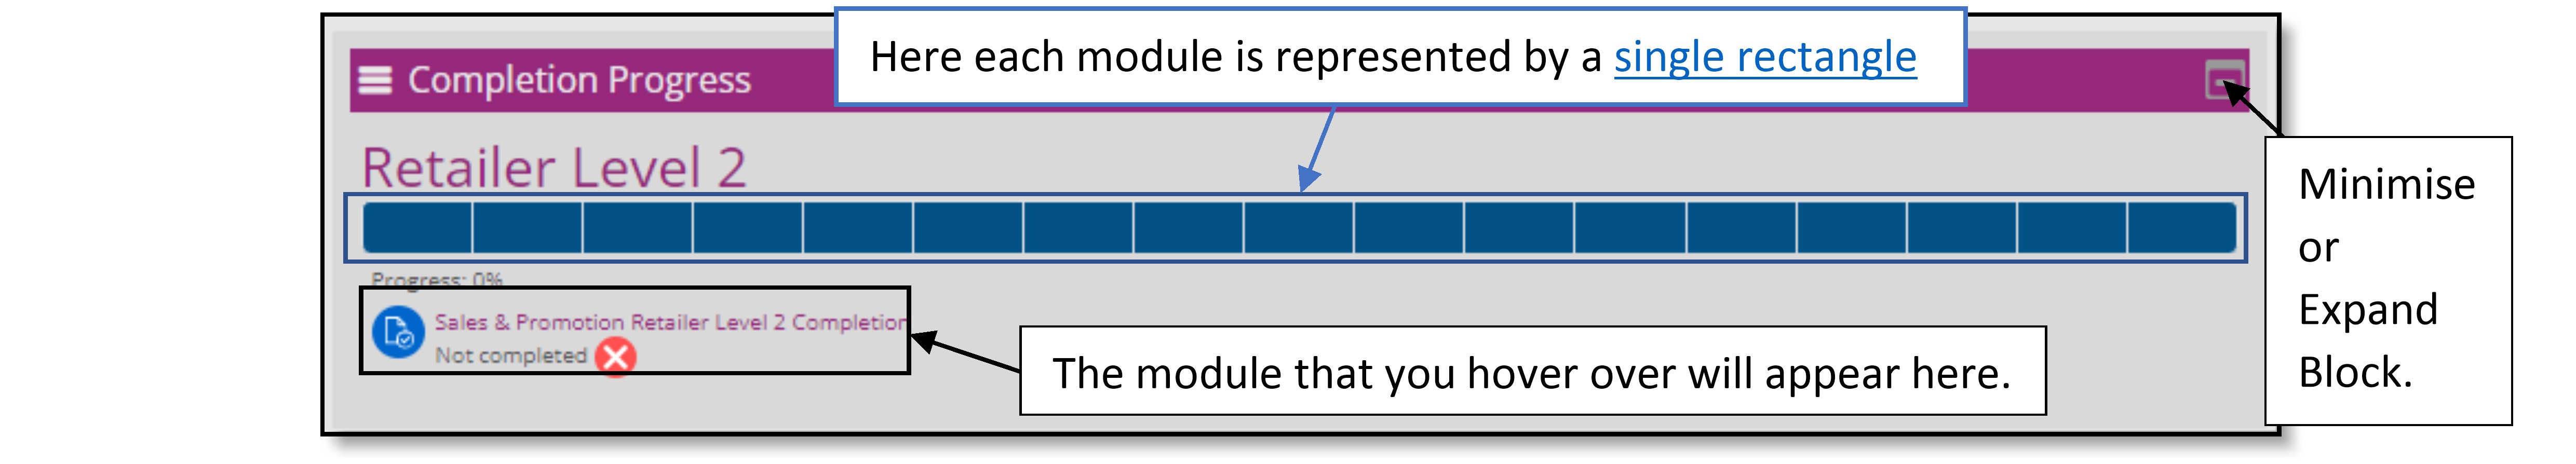 Here each module is represented by a single rectangle
Completion Progress
Retailer Level 2
Progress: 0%
Sales & Promotion Retailer Level 2 Completion
Not completed
The module that you hover over will appear here.
Minimise
or
Expand
Block.